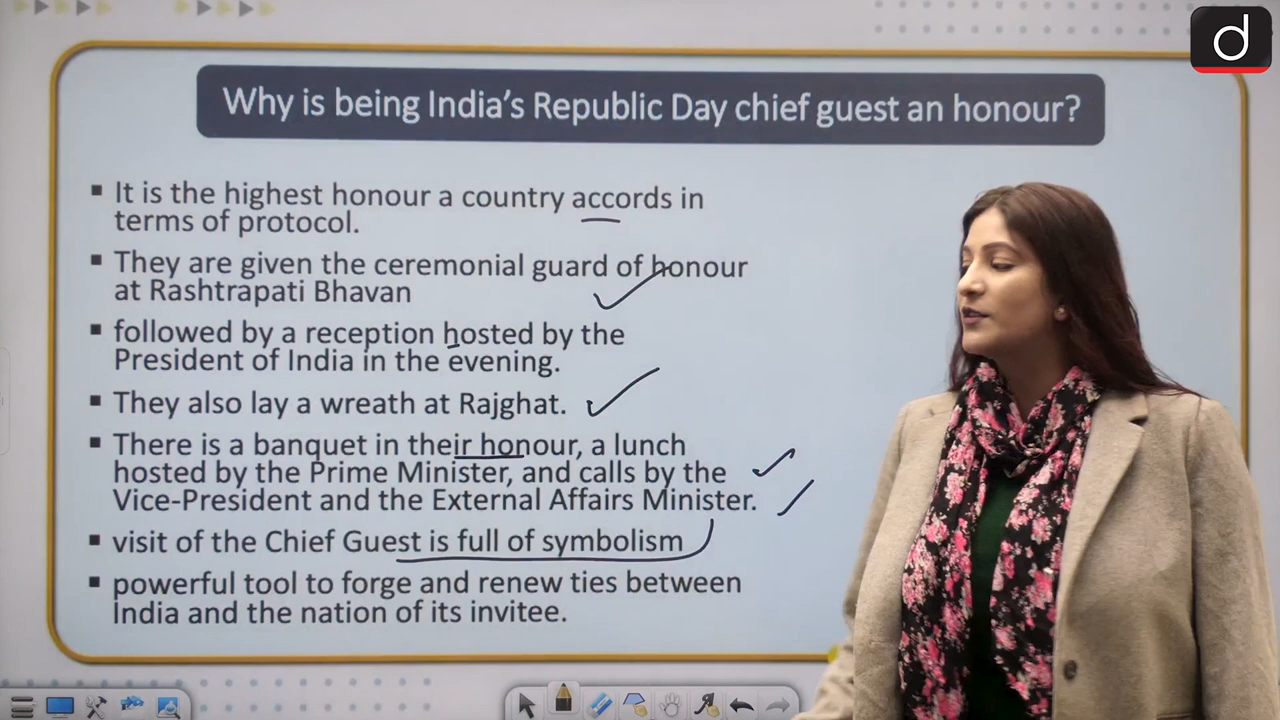 d
Why is being India's Republic Day chief guest an honour?
▪ It is the highest honour a country accords in
terms of protocol.
▪ They are given the ceremonial guard of honour
at Rashtrapati Bhavan
▪ followed by a reception hosted by the
President of India in the evening.
▪ They also lay a wreath at Rajghat.
▪ There is a banquet in their honour, a lunch
hosted by the Prime Minister, and calls by the
Vice-President and the External Affairs Minister.
▪ visit of the Chief Guest is full of symbolism
▪ powerful tool to forge and renew ties between
India and the nation of its invitee.